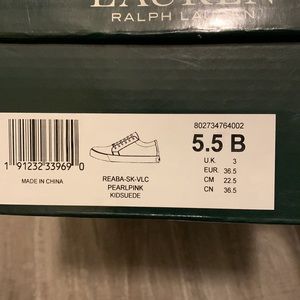 LAUREN
RALPH LAUREN
802734764002
5.5 B
U.K. 3
EUR 36.5
CM 22.5
CN 36.5
1 91232 33969 0
MADE IN CHINA
REABA-SK-VLC
PEARLPINK
KIDSUEDE